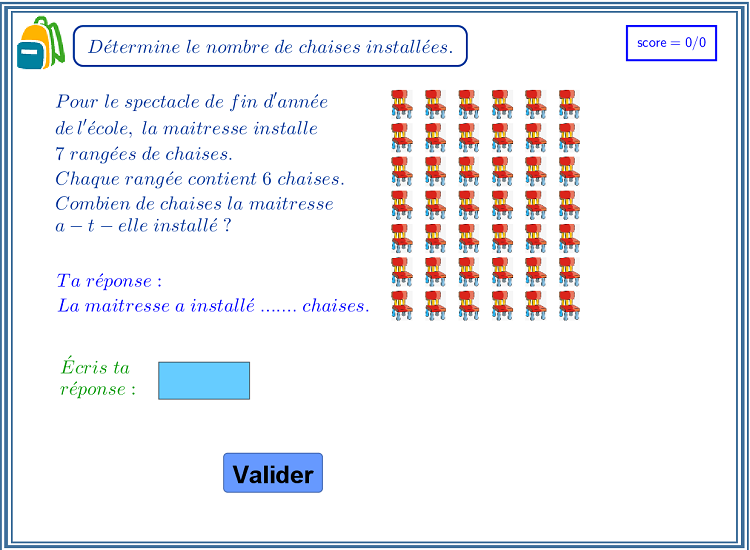 Détermine le nombre de chaises installées.
score = 0/0
Pour le spectacle de fin d'année
de l'école, la maitresse installe
7 rangées de chaises.
Chaque rangée contient 6 chaises.
Combien de chaises la maitresse
a − t − elle installé ?
Ta réponse :
La maitresse a installé ....... chaises.
Écris ta
réponse :
Valider